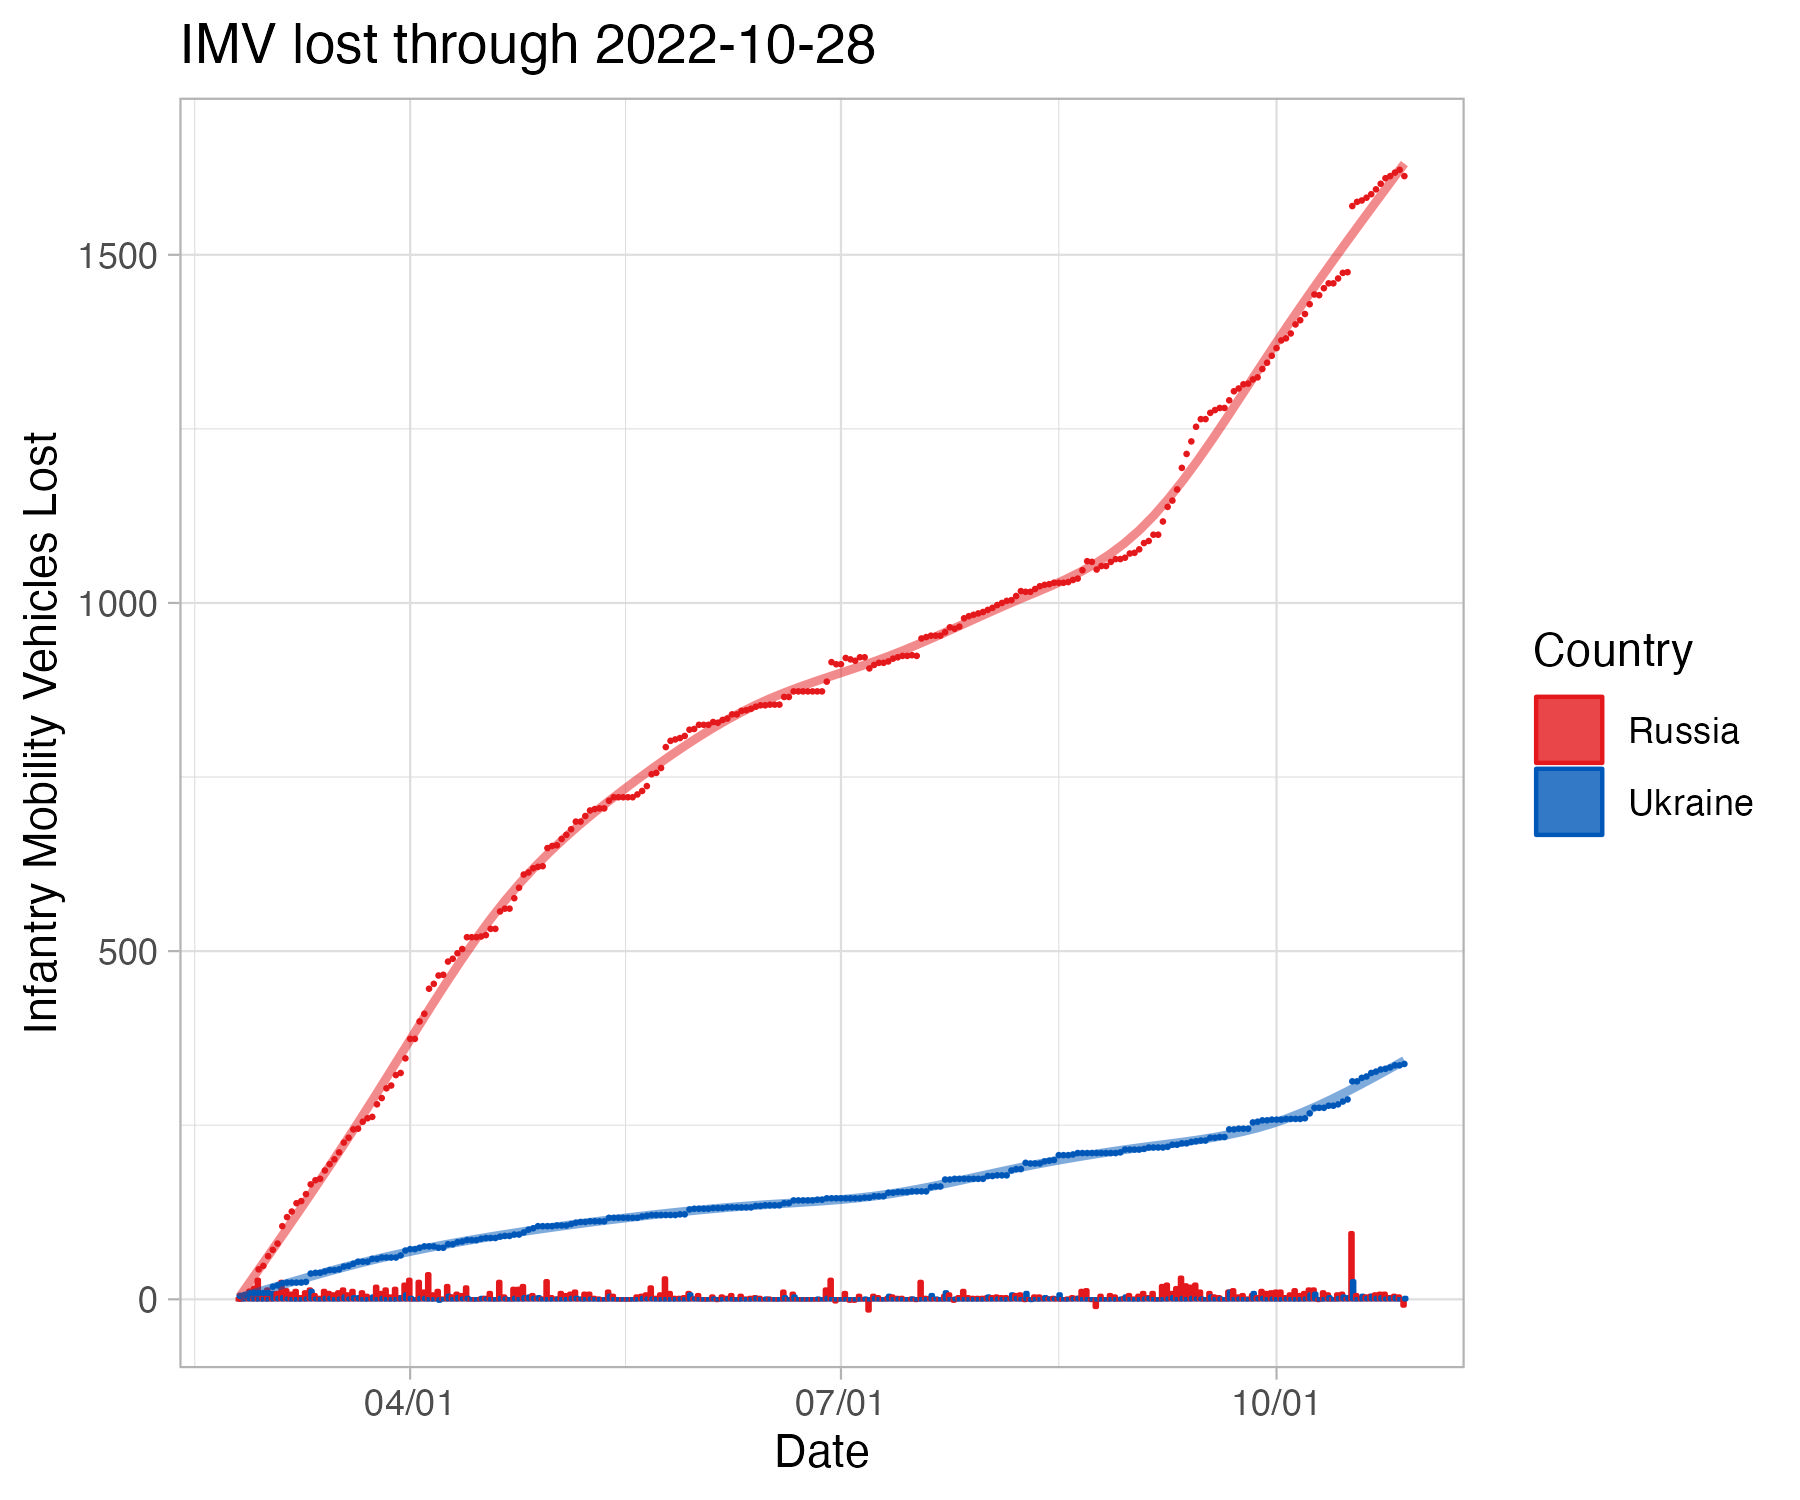 IMV lost through 2022-10-28
Infantry Mobility Vehicles Lost
1500
1000
500
0
04/01
07/01
10/01
Date
Country
Russia
Ukraine